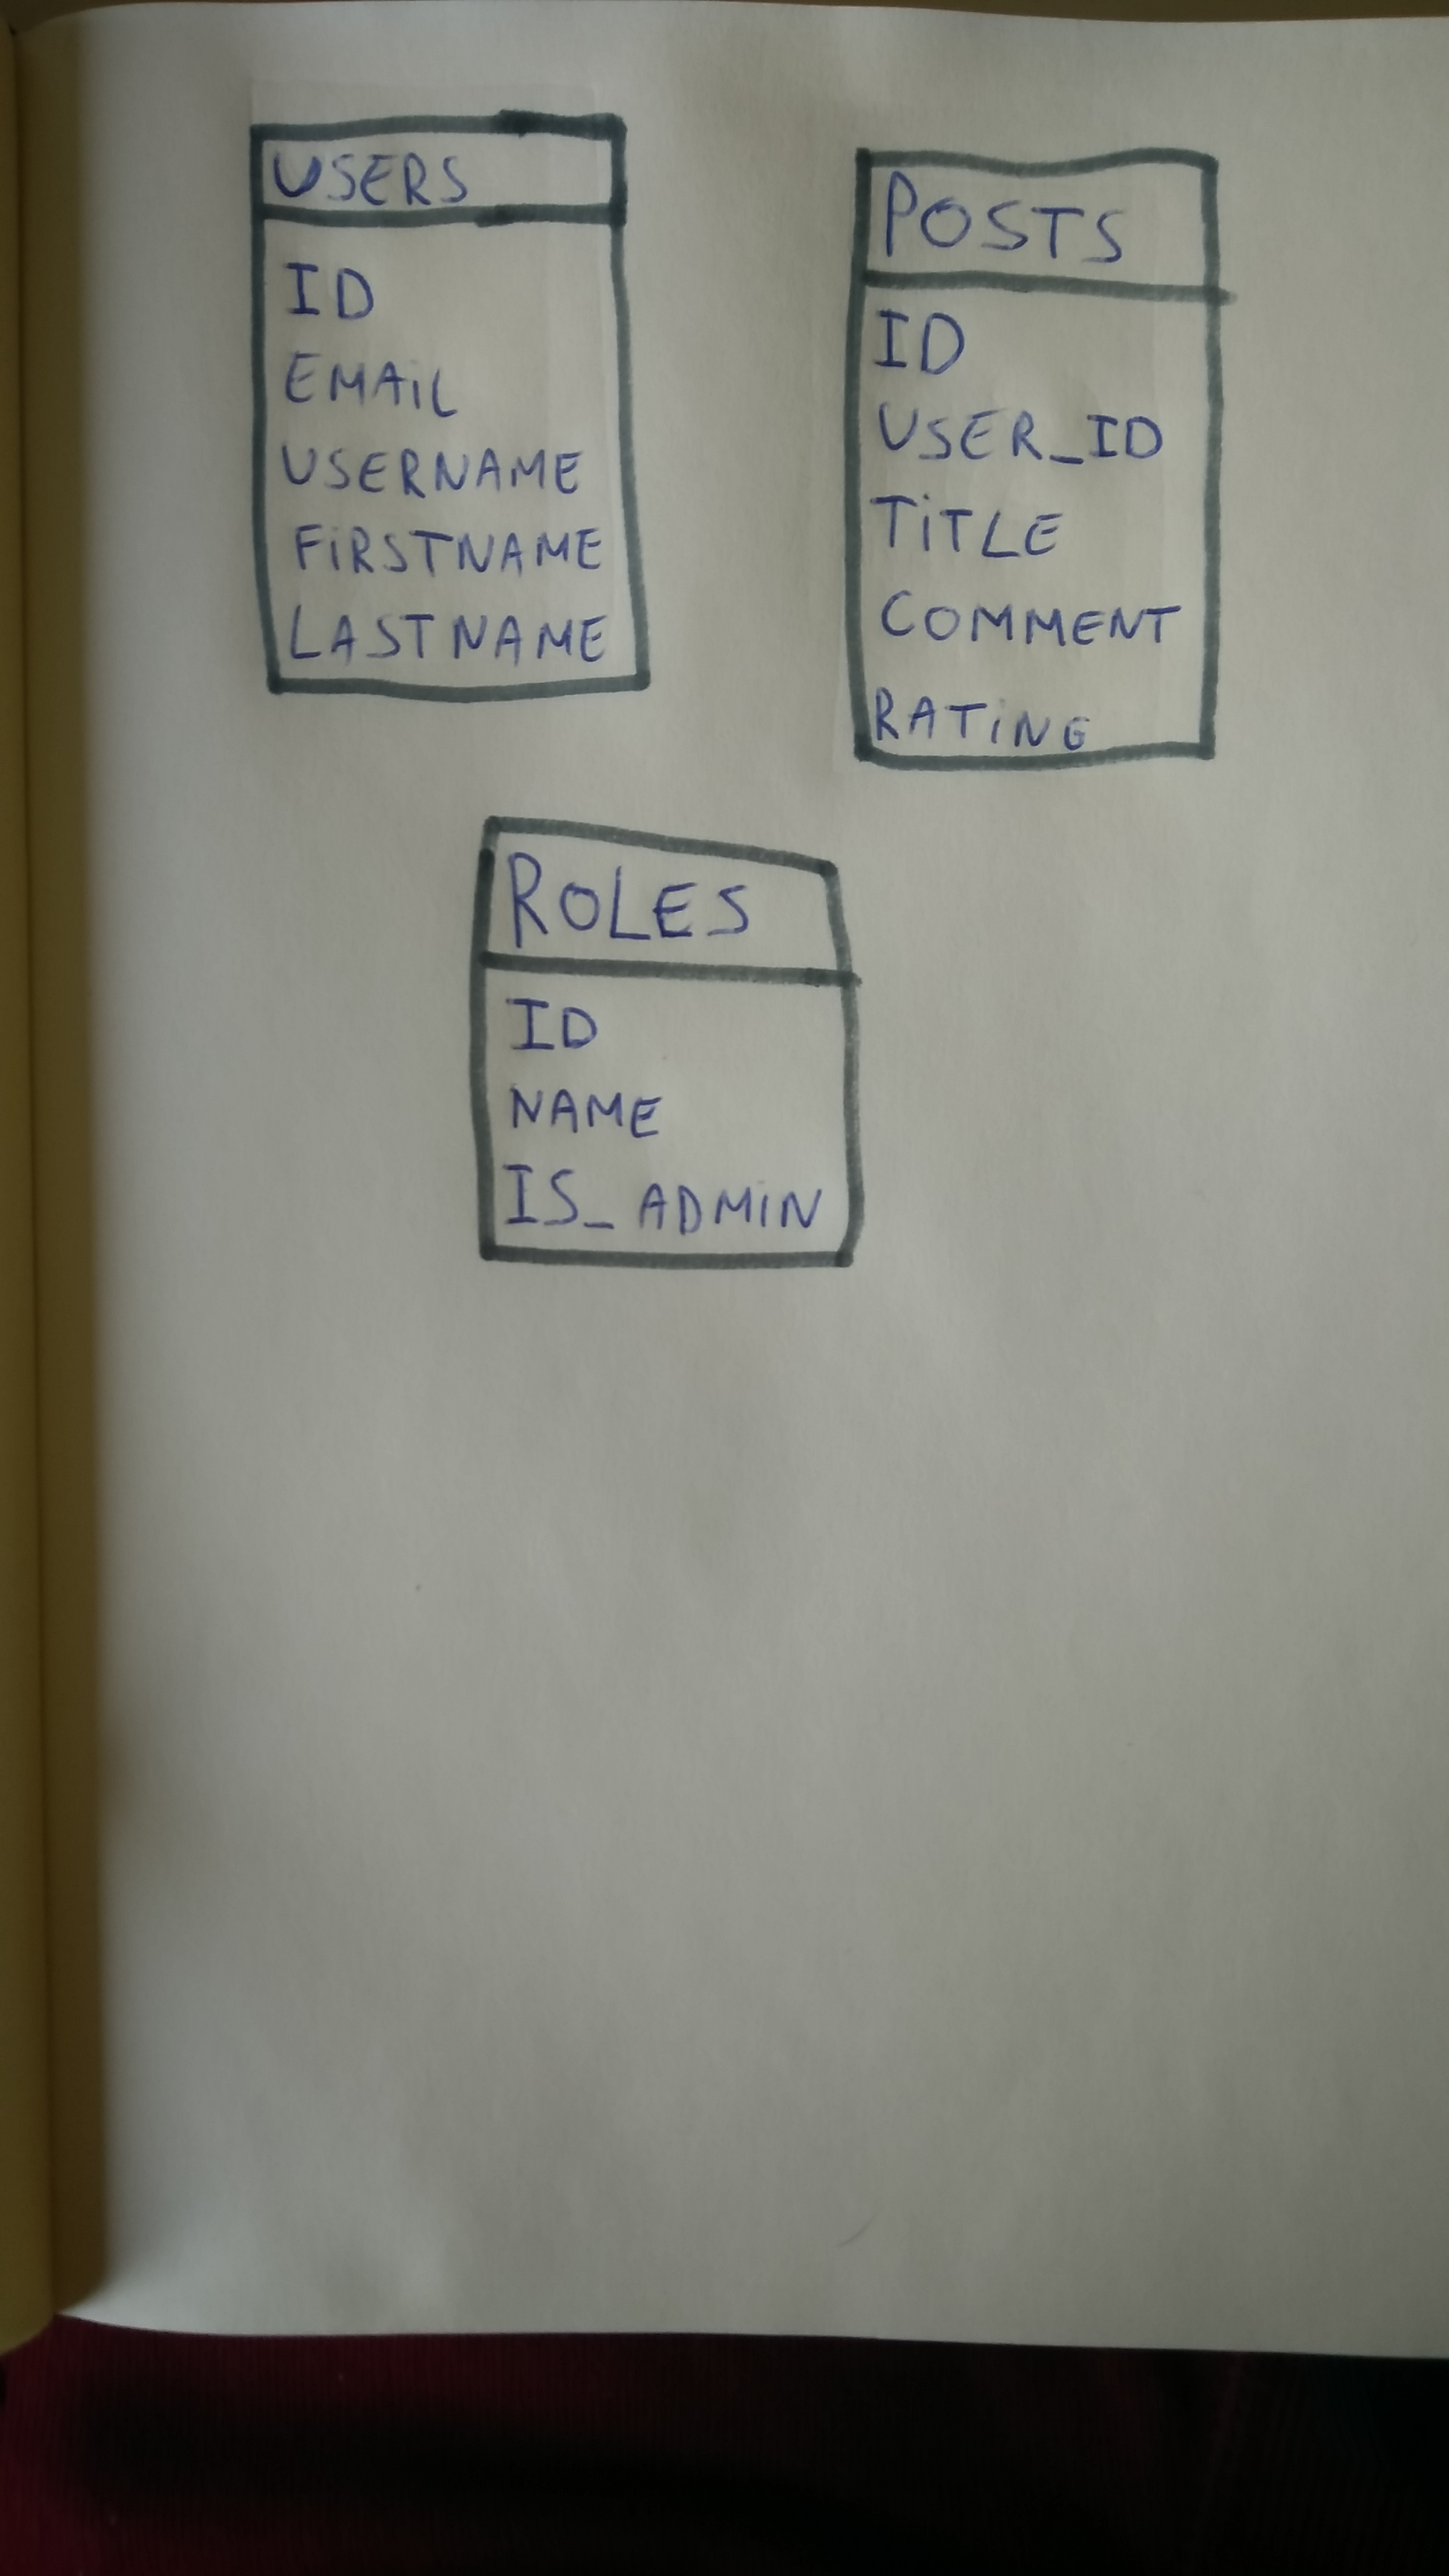 USERS
ID
EMAiL
USERNAME
FiRSTNAME
LASTNAME
POSTS
ID
USER_ID
TiTLE
COMMENT
RATiNG
ROLES
ID
NAME
IS_ADMiN